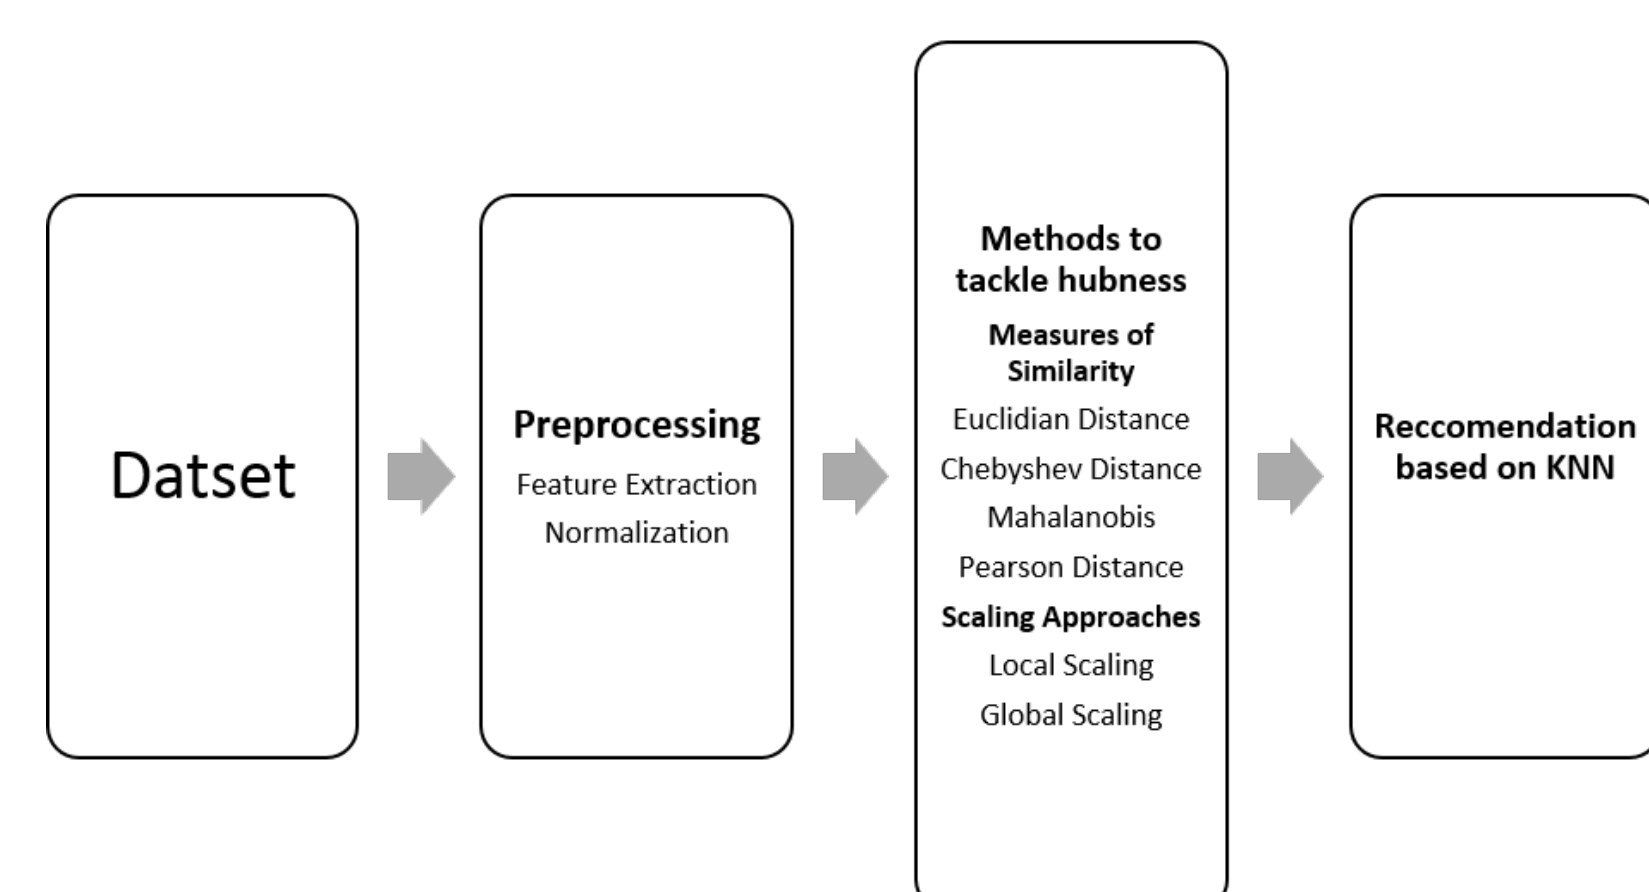 Datset
Preprocessing
Feature Extraction
Normalization
Methods to
tackle hubness
Measures of
Similarity
Euclidian Distance
Chebyshev Distance
Mahalanobis
Pearson Distance
Scaling Approaches
Local Scaling
Global Scaling
Reccomendation
based on KNN